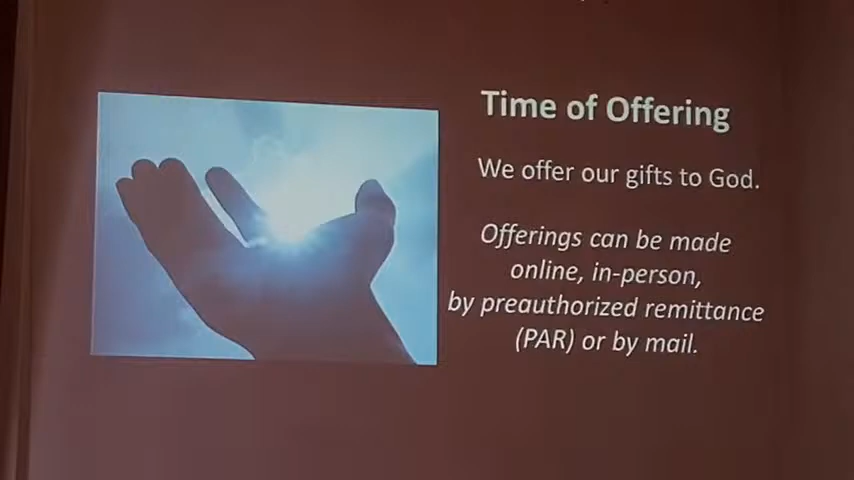 Time of Offering
We offer our gifts to God.
Offerings can be made
online, in-person,
by preauthorized remittance
(PAR) or by mail.